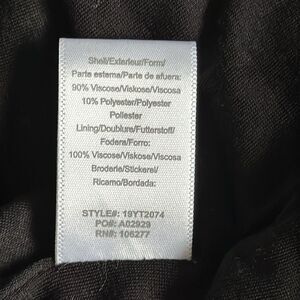 Shell/Exterieur/Form/
Parte esterna/Parte de afuera:
90% Viscose/Viskose/Viscosa
10% Polyester/Polyester
Poliester
Lining/Doublure/Futterstoff/
Fodera/Forro:
100% Viscose/Viskose/Viscosa
Broderie/Stickerei/
Ricamo/Bordada:
STYLE#: 19YT2074
PO#: A02929
RN#: 106277